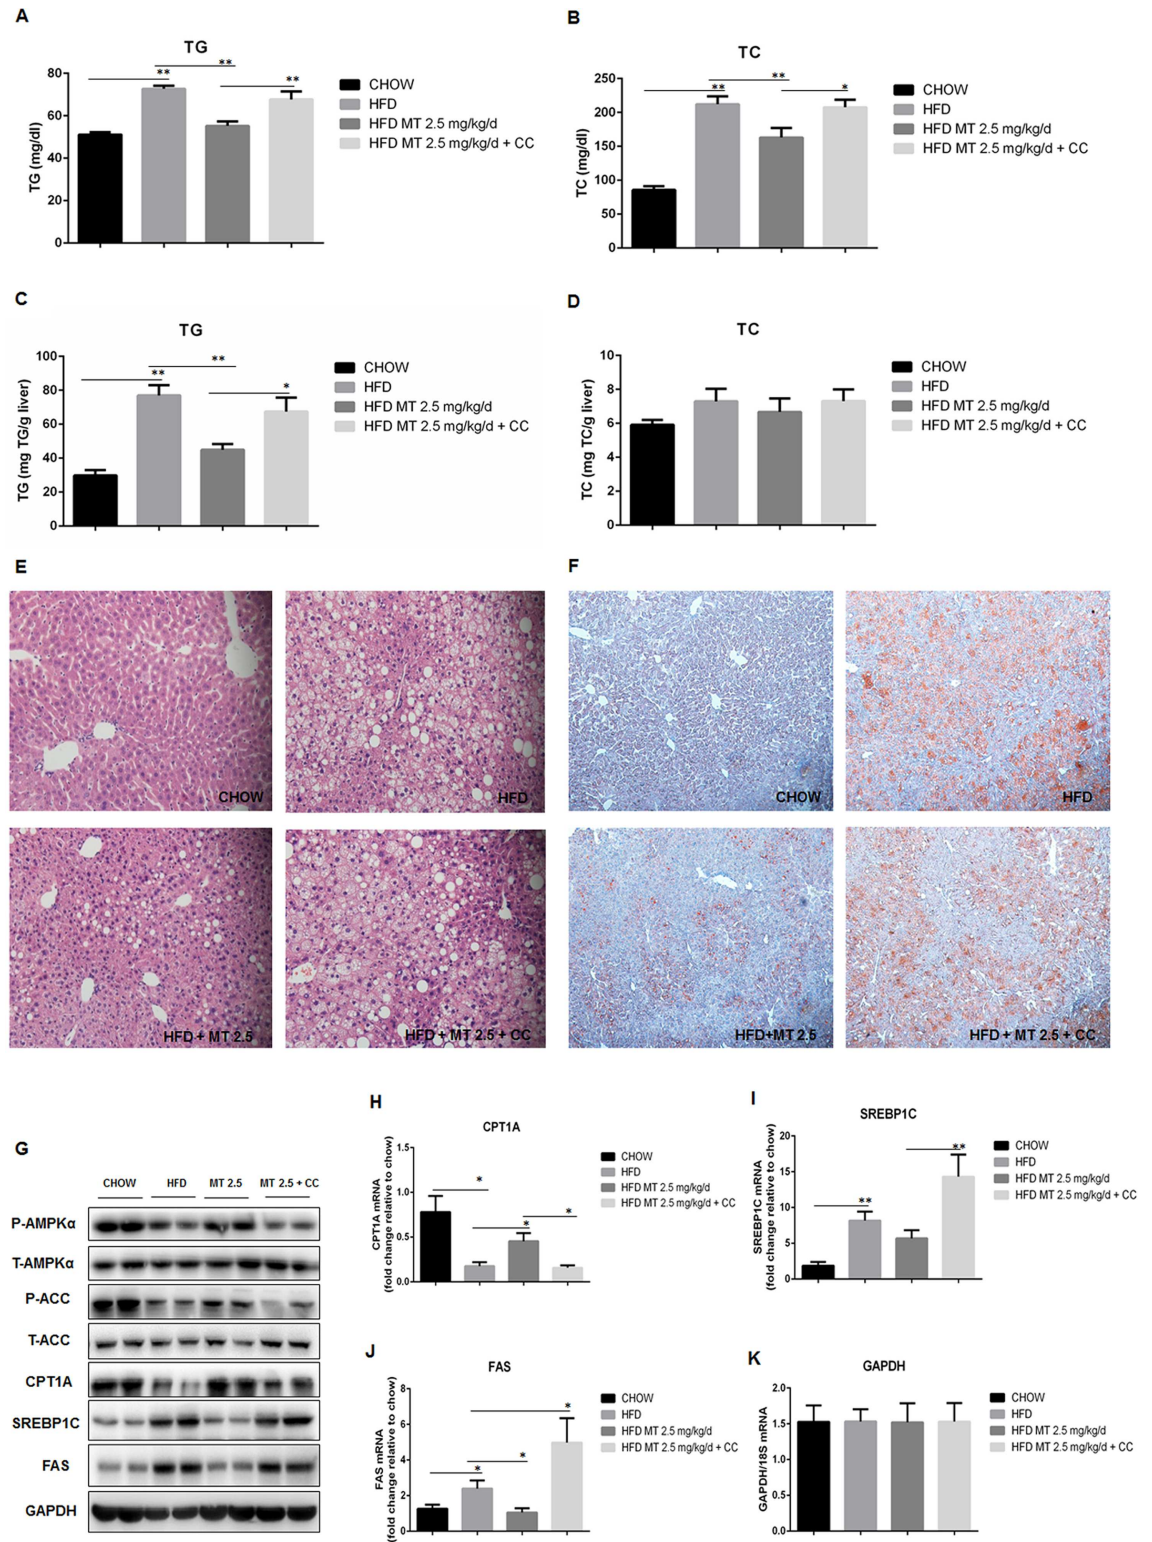 A
TG
TG (mg/dl)
80
60
40
20
0
**
**
**
CHOW
HFD
HFD MT 2.5 mg/kg/d
HFD MT 2.5 mg/kg/d + CC
B
TC
TC (mg/dl)
250
200
150
100
50
0
**
**
*
CHOW
HFD
HFD MT 2.5 mg/kg/d
HFD MT 2.5 mg/kg/d + CC
C
TG
TG (mg TG/g liver)
100
80
60
40
20
0
**
**
*
CHOW
HFD
HFD MT 2.5 mg/kg/d
HFD MT 2.5 mg/kg/d + CC
D
TC
TC (mg TC/g liver)
10
8
6
4
2
0
CHOW
HFD
HFD MT 2.5 mg/kg/d
HFD MT 2.5 mg/kg/d + CC
E
CHOW
HFD
HFD + MT 2.5
HFD + MT 2.5 + CC
F
CHOW
HFD
HFD+MT 2.5
HFD + MT 2.5 + CC
G
CHOW HFD MT 2.5 MT 2.5 + CC
P-AMPKα
T-AMPKα
P-ACC
T-ACC
CPT1A
SREBP1C
FAS
GAPDH
H
CPT1A
CPT1A mRNA
(fold change relative to chow)
1.5
1.0
0.5
0.0
*
*
*
CHOW
HFD
HFD MT 2.5 mg/kg/d
HFD MT 2.5 mg/kg/d + CC
I
SREBP1C
SREBP1C mRNA
(fold change relative to chow)
20
15
10
5
0
**
**
CHOW
HFD
HFD MT 2.5 mg/kg/d
HFD MT 2.5 mg/kg/d + CC
J
FAS
FAS mRNA
(fold change relative to chow)
8
6
4
2
0
*
*
*
CHOW
HFD
HFD MT 2.5 mg/kg/d
HFD MT 2.5 mg/kg/d + CC
K
GAPDH
GAPDH/18S mRNA
2.0
1.5
1.0
0.5
0.0
CHOW
HFD
HFD MT 2.5 mg/kg/d
HFD MT 2.5 mg/kg/d + CC